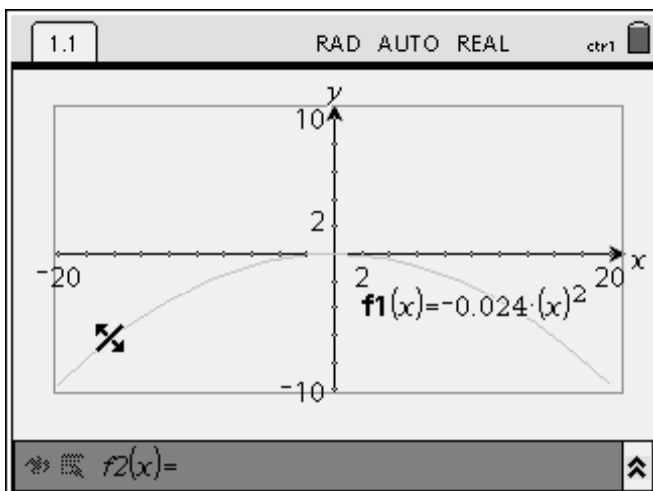 1.1 RAD AUTO REAL ctrl
y
10
2
-20 2 20 x
f1(x)=-0.024·(x)²
-10
f2(x)=